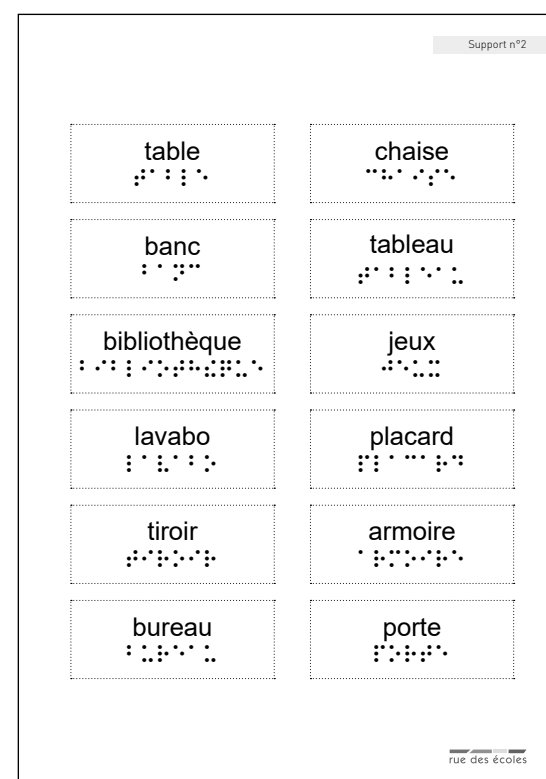 Support n°2
table
⠞⠁⠃⠇⠑
chaise
⠉⠓⠁⠊⠎⠑
banc
⠃⠁⠝⠉
tableau
⠞⠁⠃⠇⠑⠁⠥
bibliothèque
⠃⠊⠃⠇⠊⠕⠞⠓⠮⠟⠥⠑
jeux
⠚⠑⠥⠭
lavabo
⠇⠁⠧⠁⠃⠕
placard
⠏⠇⠁⠉⠁⠗⠙
tiroir
⠞⠊⠗⠕⠊⠗
armoire
⠁⠗⠍⠕⠊⠗⠑
bureau
⠃⠥⠗⠑⠁⠥
porte
⠏⠕⠗⠞⠑
rue des écoles